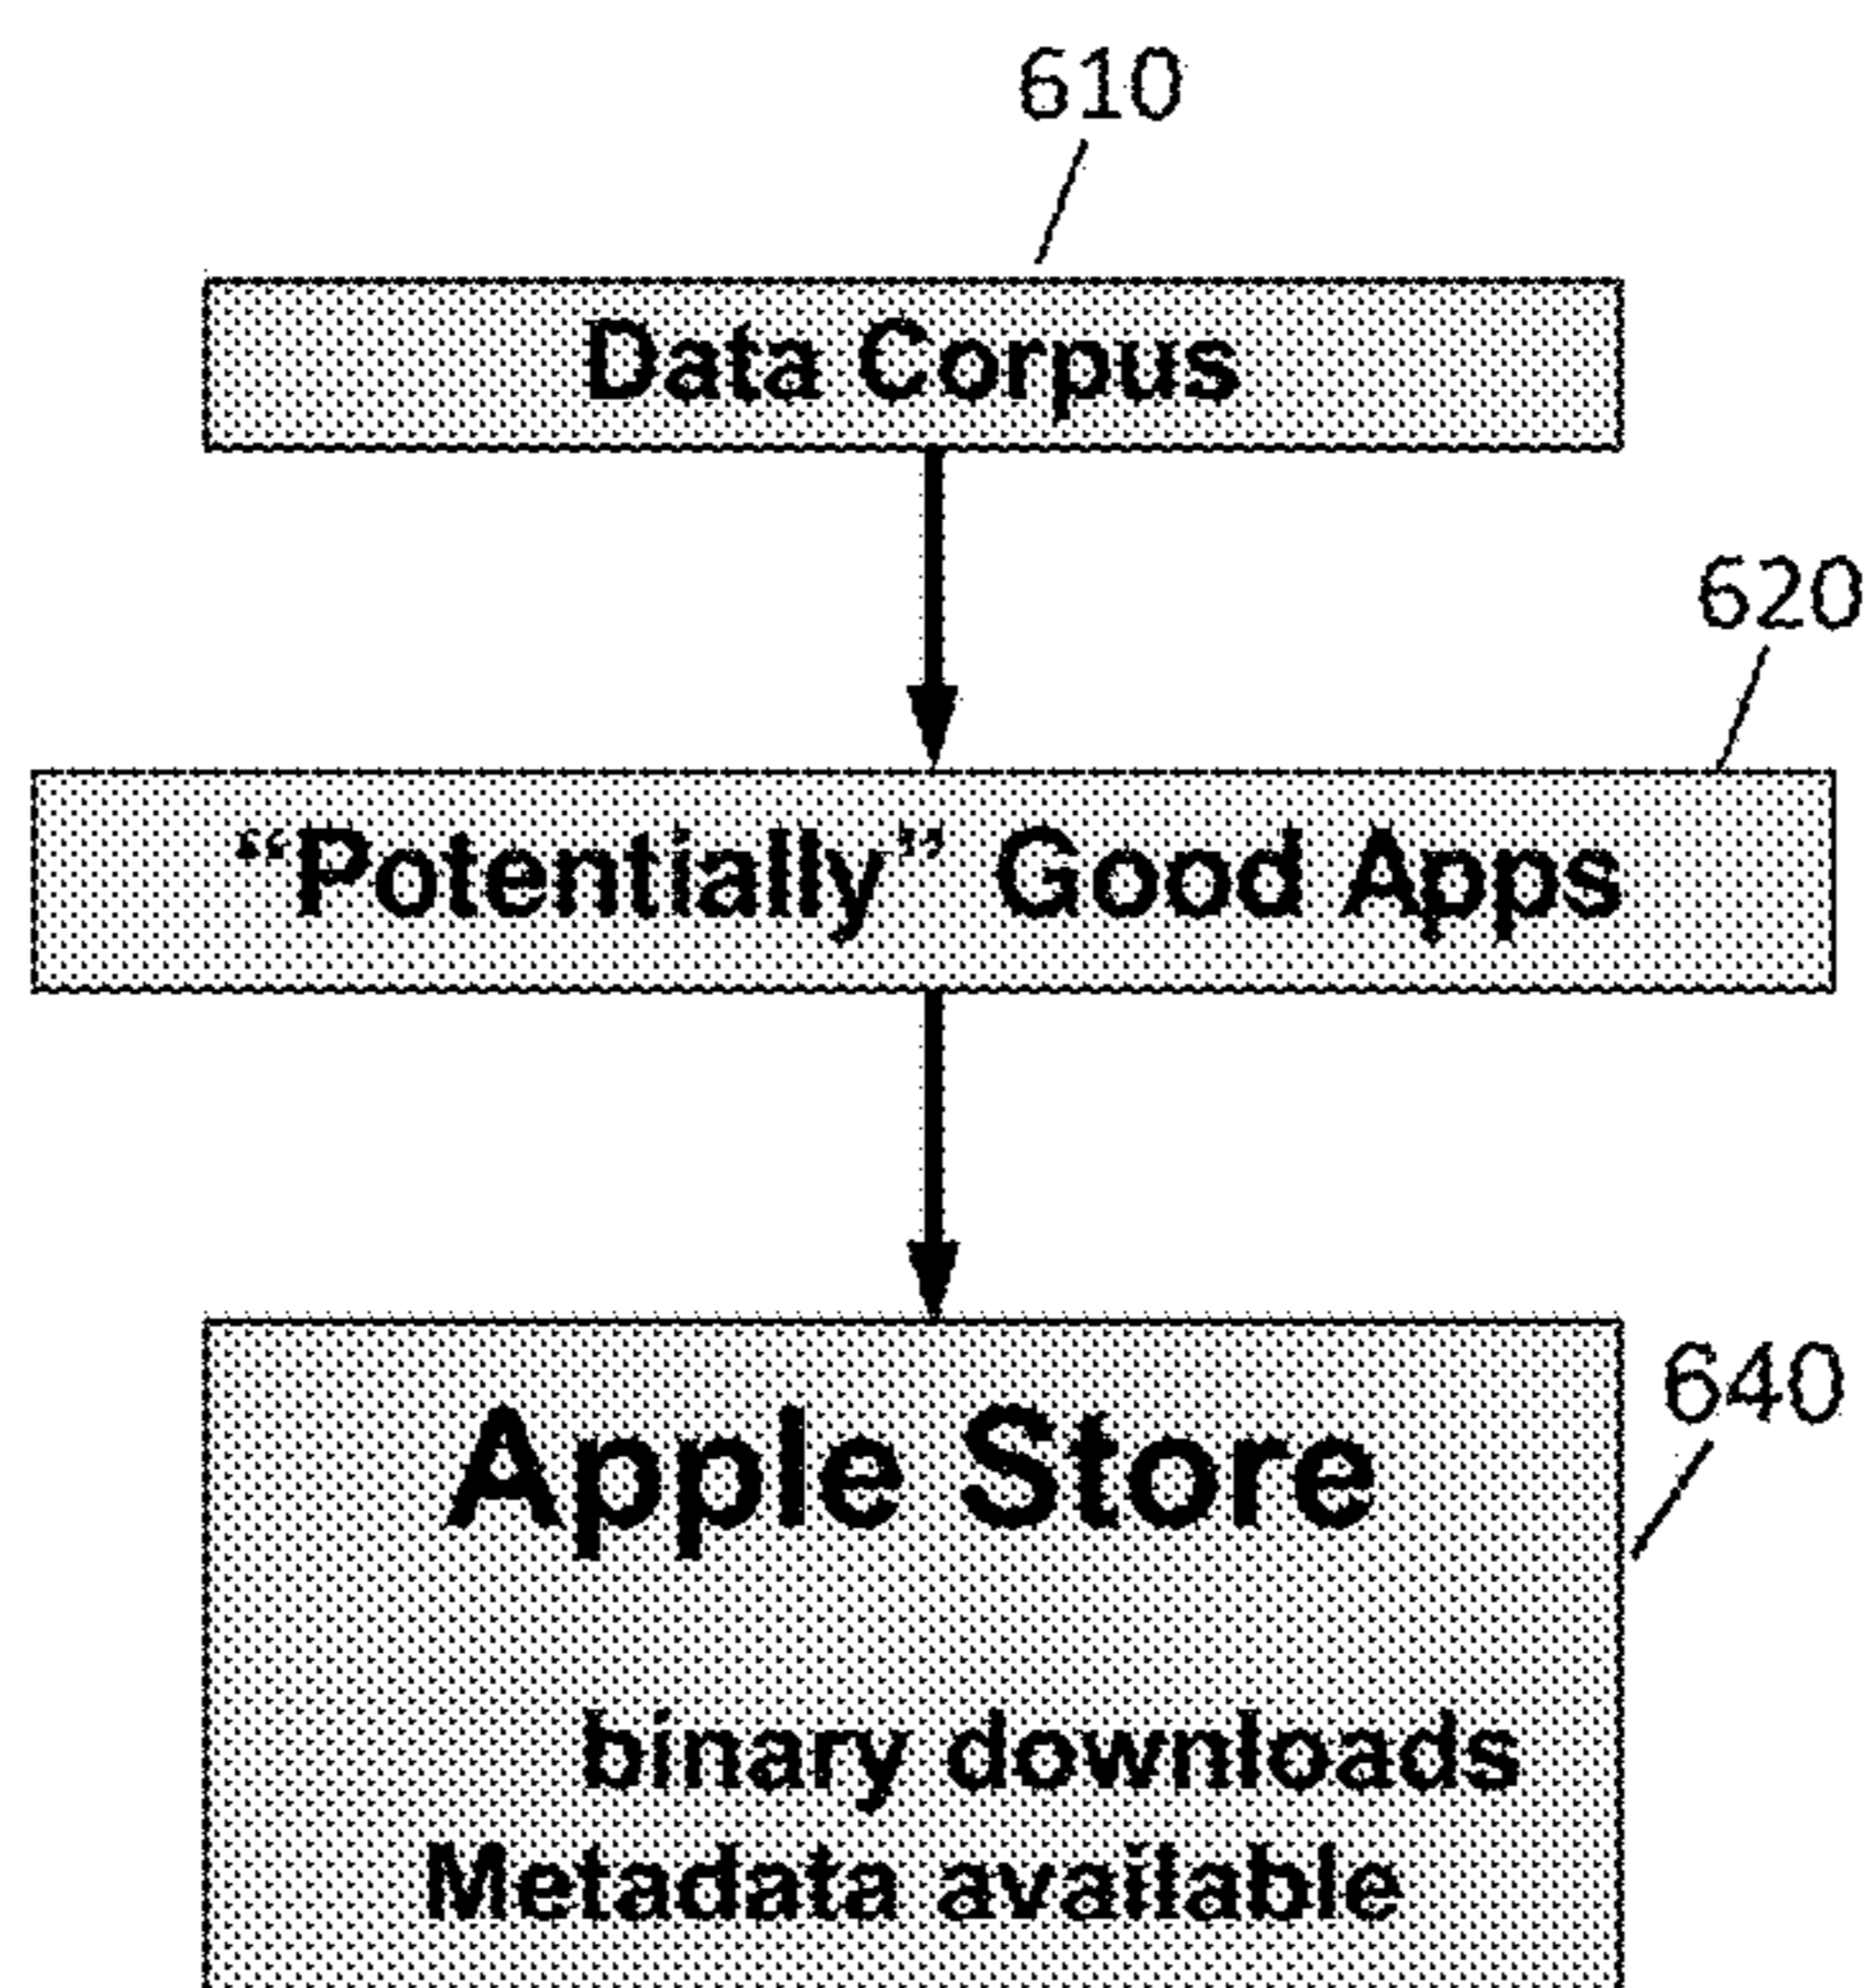 610
Data Corpus
620
“Potentially” Good Apps
640
Apple Store
binary downloads
Metadata available